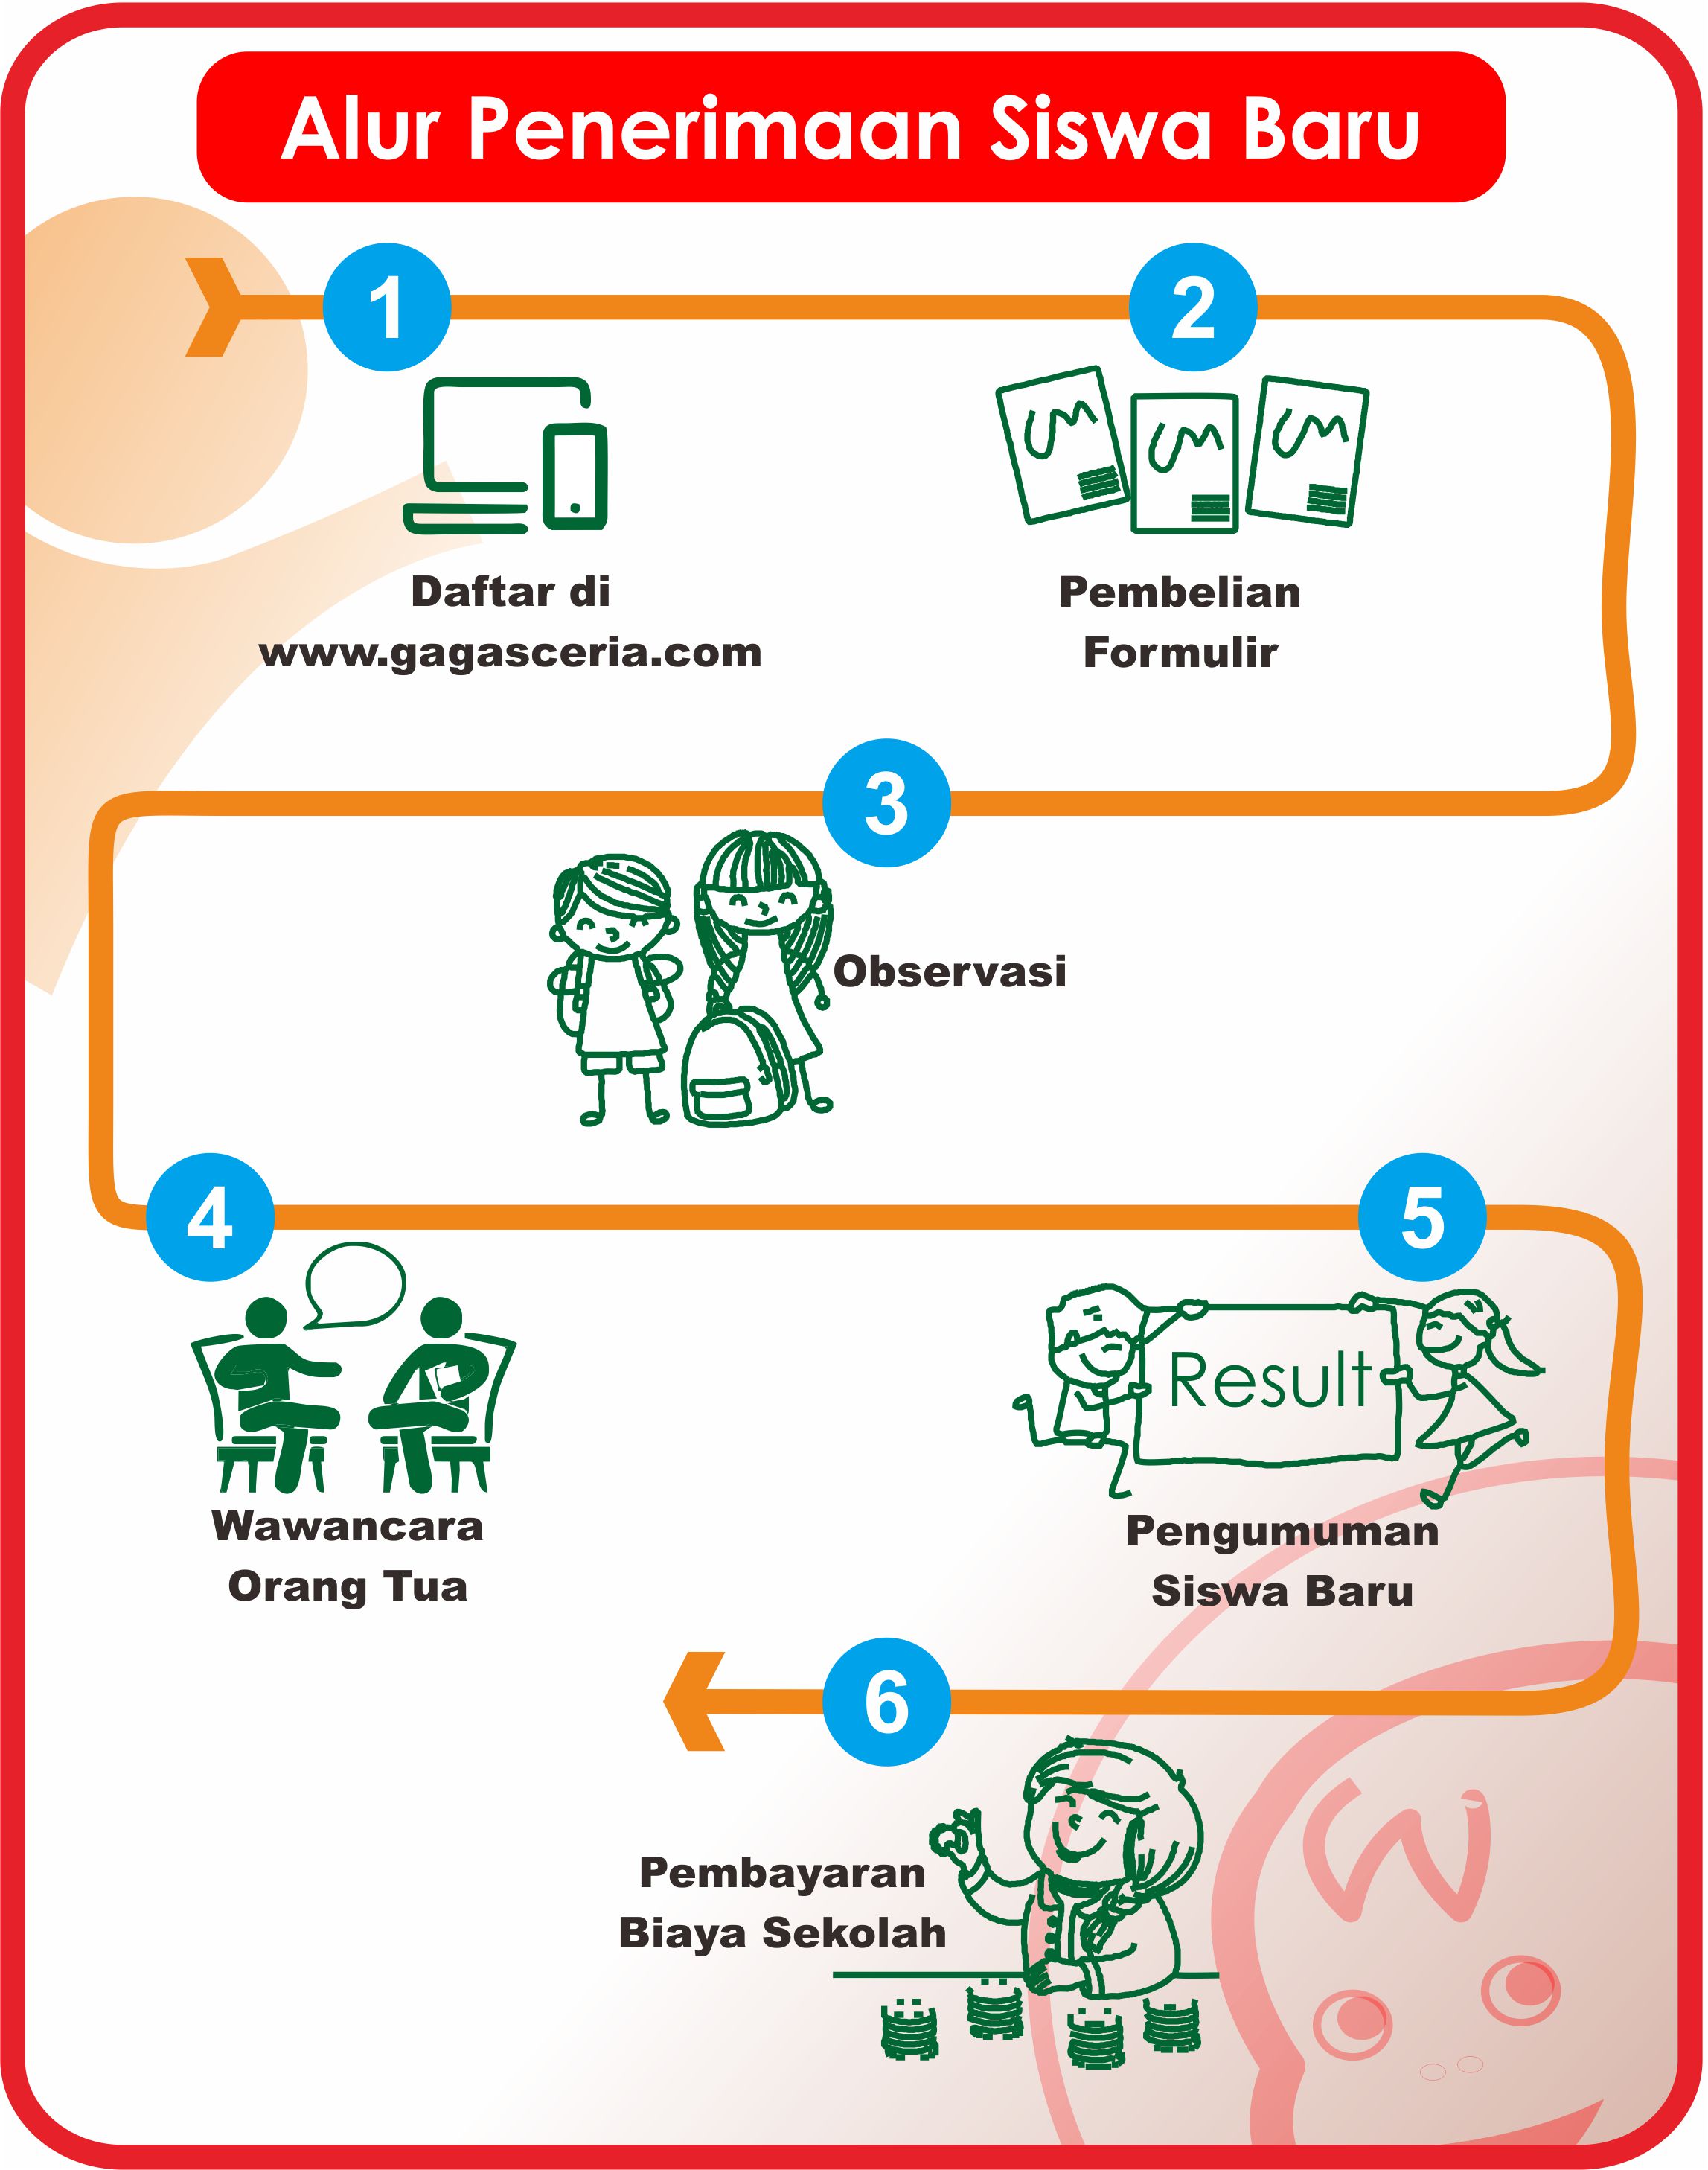 Alur Penerimaan Siswa Baru
1
2
Daftar di
www.gagasceria.com
Pembelian
Formulir
3
Observasi
4
5
Result
Wawancara
Orang Tua
Pengumuman
Siswa Baru
6
Pembayaran
Biaya Sekolah